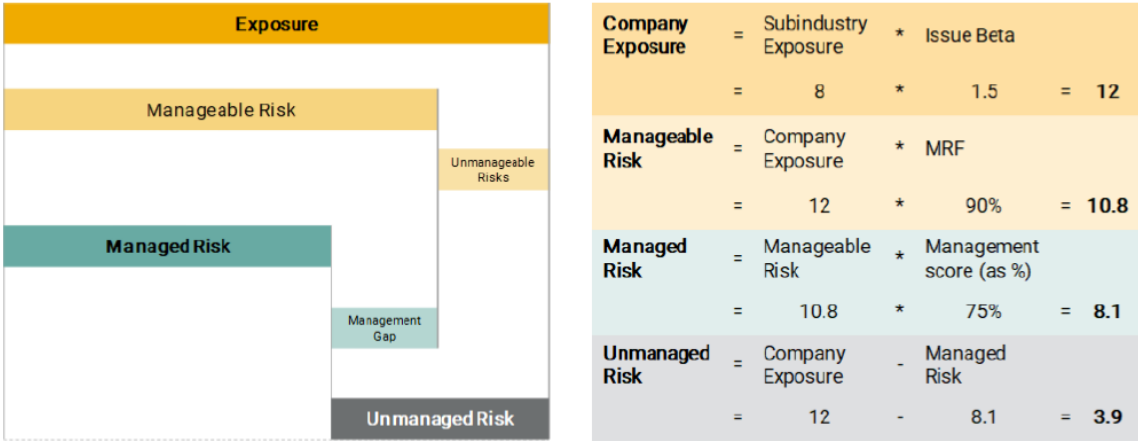 Exposure
Manageable Risk
Unmanageable
Risks
Managed Risk
Management
Gap
Unmanaged Risk
Company
Exposure
=
Subindustry
Exposure
*
Issue Beta
= 8 * 1.5 = 12
Manageable
Risk
=
Company
Exposure
*
MRF
= 12 * 90% = 10.8
Managed
Risk
=
Manageable
Risk
*
Management
score (as %)
= 10.8 * 75% = 8.1
Unmanaged
Risk
=
Company
Exposure
-
Managed
Risk
= 12 - 8.1 = 3.9